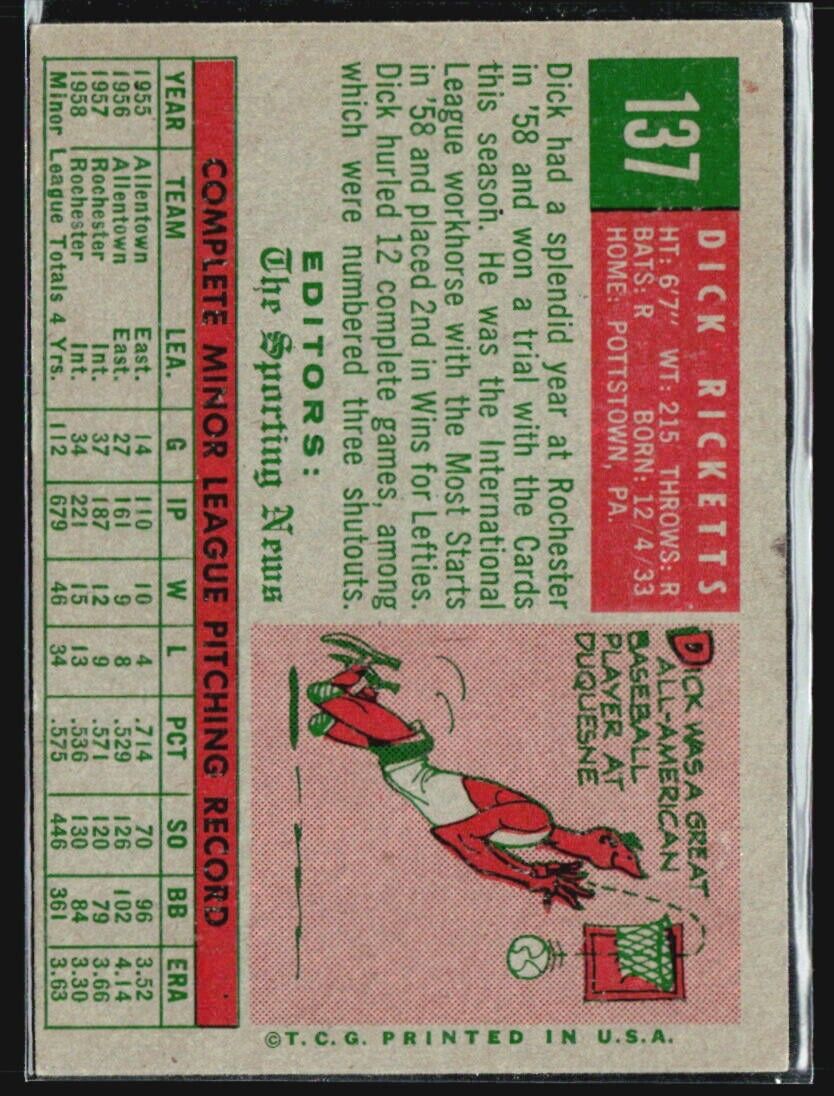 137
DICK RICKETTS
HT: 6'7" WT: 215 THROWS: R
BATS: R BORN: 12/4/33
HOME: POTTSTOWN, PA.
Dick had a splendid year at Rochester
in '58 and won a trial with the Cards
this season. He was the International
League workhorse with the Most Starts
in '58 and placed 2nd in Wins for Lefties.
Dick hurled 12 complete games, among
which were numbered three shutouts.
EDITORS:
The Sporting News
DICK WAS A GREAT
ALL-AMERICAN
BASEBALL
PLAYER AT
DUQUESNE
COMPLETE MINOR LEAGUE PITCHING RECORD
YEAR TEAM LEA. G IP W L PCT SO BB ERA
1955 Allentown East. 14 110 10 4 .714 70 96 3.52
1956 Allentown East. 27 161 9 8 .529 126 102 4.14
1957 Rochester Int. 37 187 12 9 .571 120 79 3.66
1958 Rochester Int. 34 221 15 13 .536 130 84 3.30
Minor League Totals 4 Yrs. 112 679 46 34 .575 446 361 3.63
©T.C.G. PRINTED IN U.S.A.